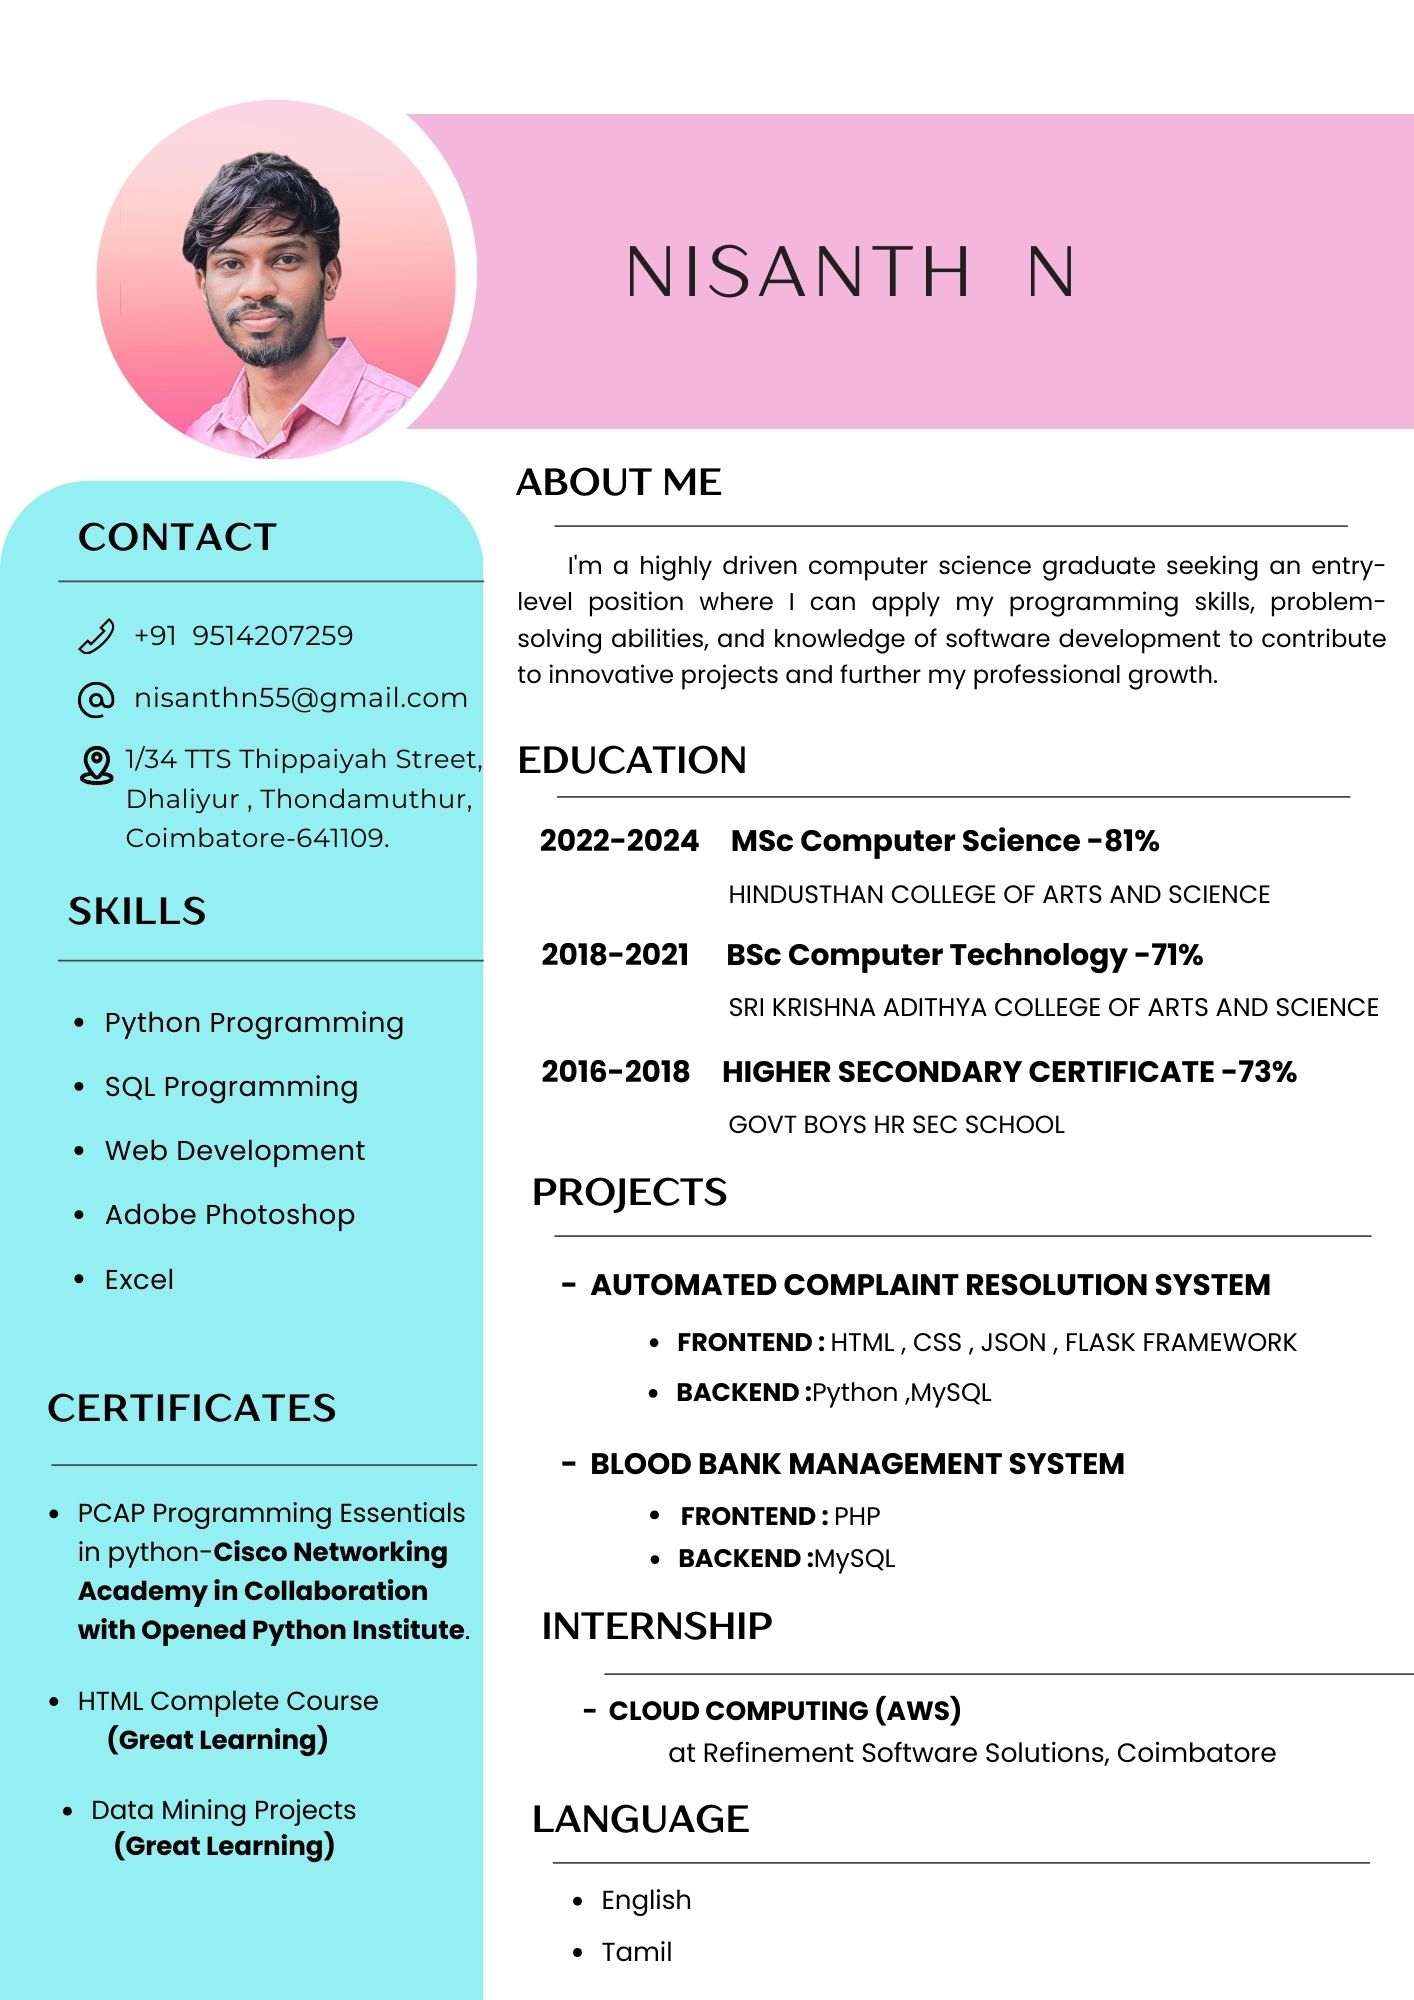 NISANTH N
CONTACT
+91 9514207259
nisanthn55@gmail.com
1/34 TTS Thippaiyah Street,
Dhaliyur , Thondamuthur,
Coimbatore-641109.
SKILLS
• Python Programming
• SQL Programming
• Web Development
• Adobe Photoshop
• Excel
CERTIFICATES
• PCAP Programming Essentials
in python-Cisco Networking
Academy in Collaboration
with Opened Python Institute.
• HTML Complete Course
(Great Learning)
• Data Mining Projects
(Great Learning)
ABOUT ME
I'm a highly driven computer science graduate seeking an entry-
level position where I can apply my programming skills, problem-
solving abilities, and knowledge of software development to contribute
to innovative projects and further my professional growth.
EDUCATION
2022-2024 MSc Computer Science -81%
HINDUSTHAN COLLEGE OF ARTS AND SCIENCE
2018-2021 BSc Computer Technology -71%
SRI KRISHNA ADITHYA COLLEGE OF ARTS AND SCIENCE
2016-2018 HIGHER SECONDARY CERTIFICATE -73%
GOVT BOYS HR SEC SCHOOL
PROJECTS
- AUTOMATED COMPLAINT RESOLUTION SYSTEM
• FRONTEND : HTML , CSS , JSON , FLASK FRAMEWORK
• BACKEND :Python ,MySQL
- BLOOD BANK MANAGEMENT SYSTEM
• FRONTEND : PHP
• BACKEND :MySQL
INTERNSHIP
- CLOUD COMPUTING (AWS)
at Refinement Software Solutions, Coimbatore
LANGUAGE
• English
• Tamil